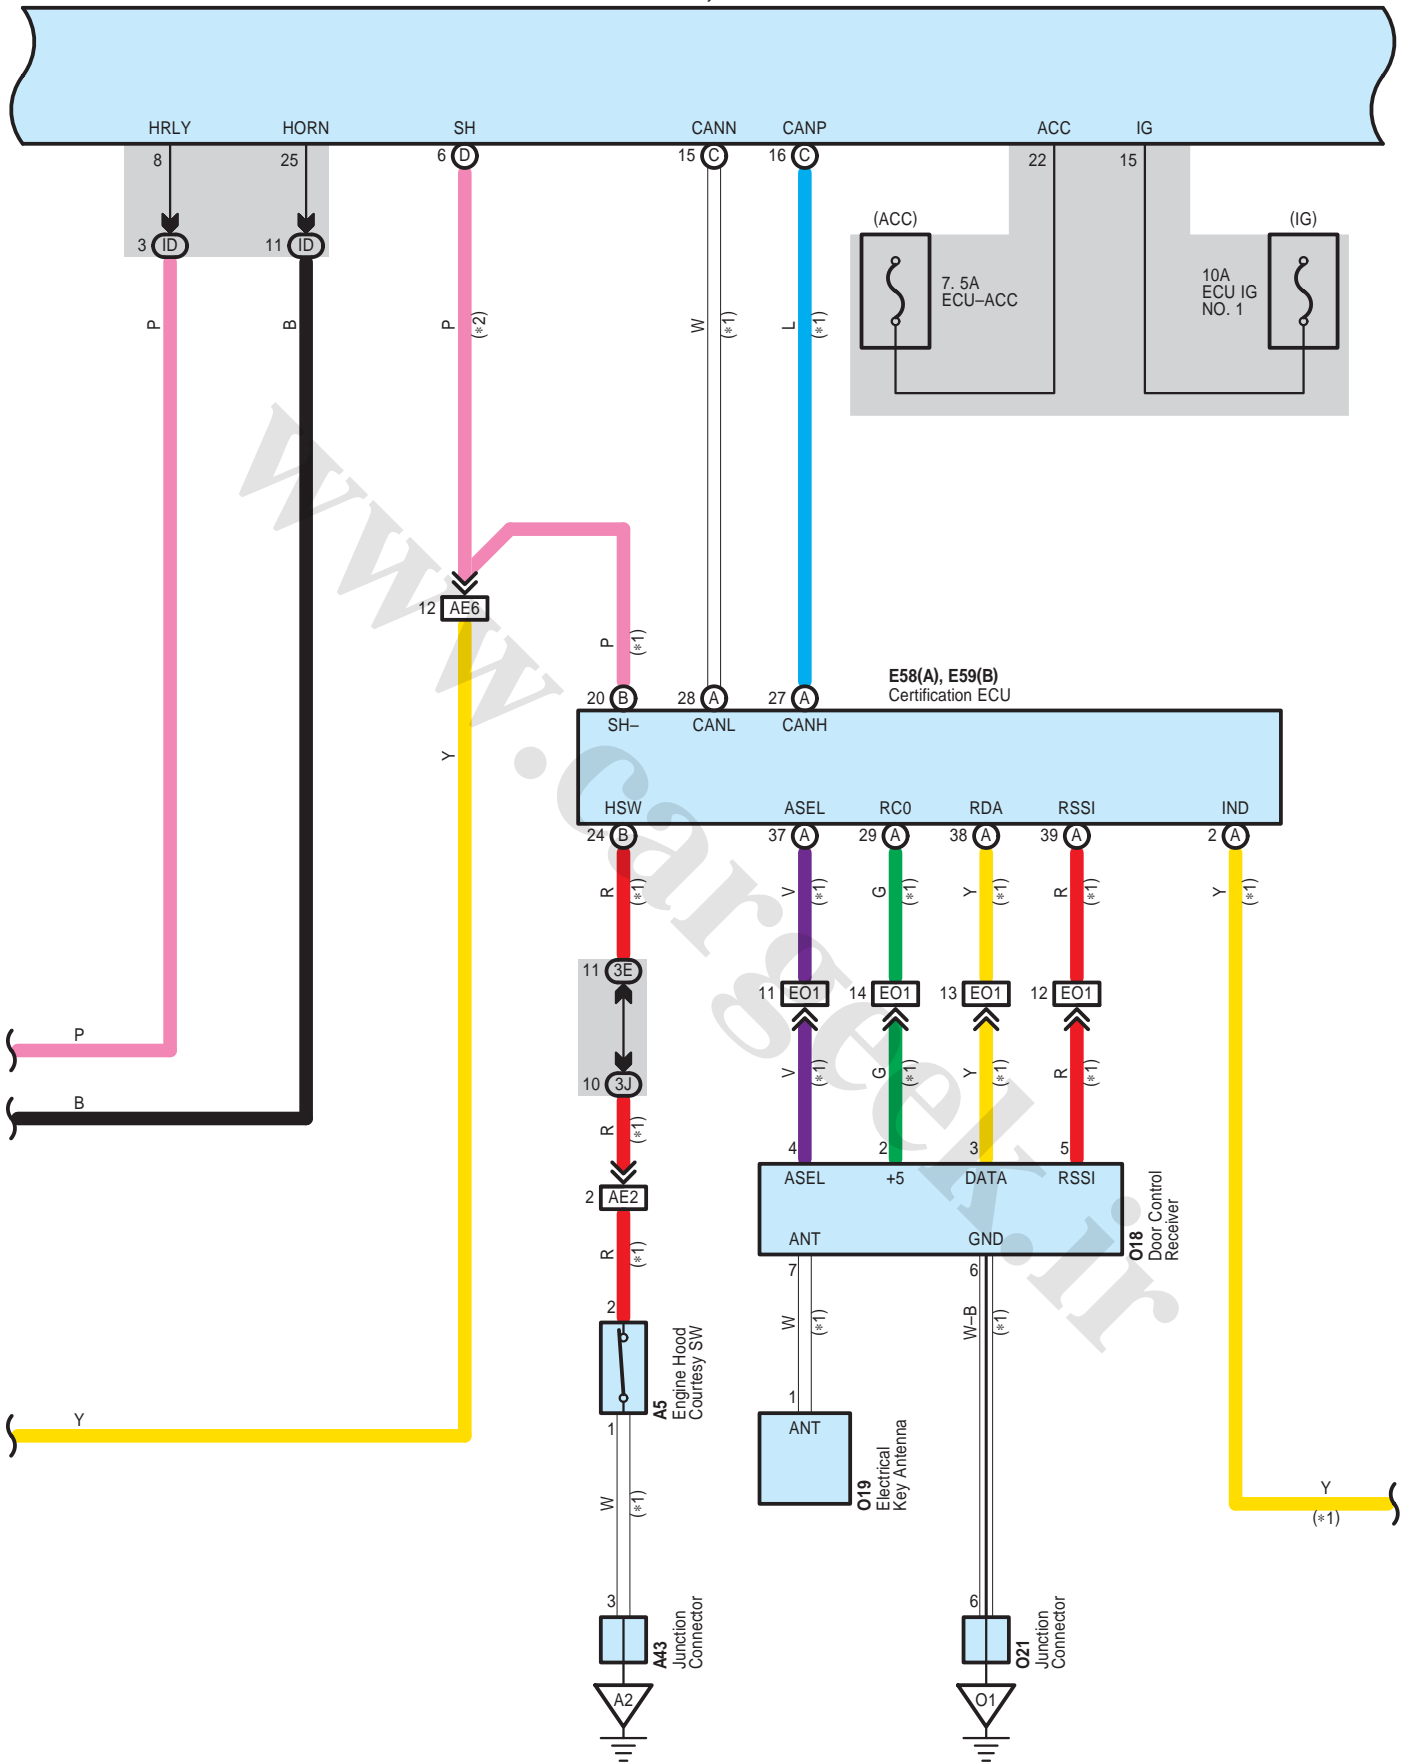 HRLY HORN SH CANN CANP ACC IG
8 25 6 D 15 C 16 C 22 15
3 ID 11 ID
(ACC) (IG)
7. 5A
ECU–ACC
10A
ECU IG
NO. 1
P B P (*2) W (*1) L (*1)
12 AE6
P (*1)
E58(A), E59(B)
Certification ECU
20 B 28 A 27 A
SH– CANL CANH
Y
HSW ASEL RC0 RDA RSSI IND
24 B 37 A 29 A 38 A 39 A 2 A
R (*1) V (*1) G (*1) Y (*1) R (*1) Y (*1)
11 3E
11 EO1 14 EO1 13 EO1 12 EO1
P
10 3J
V (*1) G (*1) Y (*1) R (*1)
B
R (*1)
4 2 3 5
ASEL +5 DATA RSSI
2 AE2
ANT GND
O18
Door Control
Receiver
R (*1)
7 6
W (*1) W–B (*1)
2
A5
Engine Hood
Courtesy SW
1
1
ANT
O19
Electrical
Key Antenna
Y
W (*1)
Y
(*1)
3 6
A43
Junction
Connector
O21
Junction
Connector
A2 O1
www.cargeek.ir